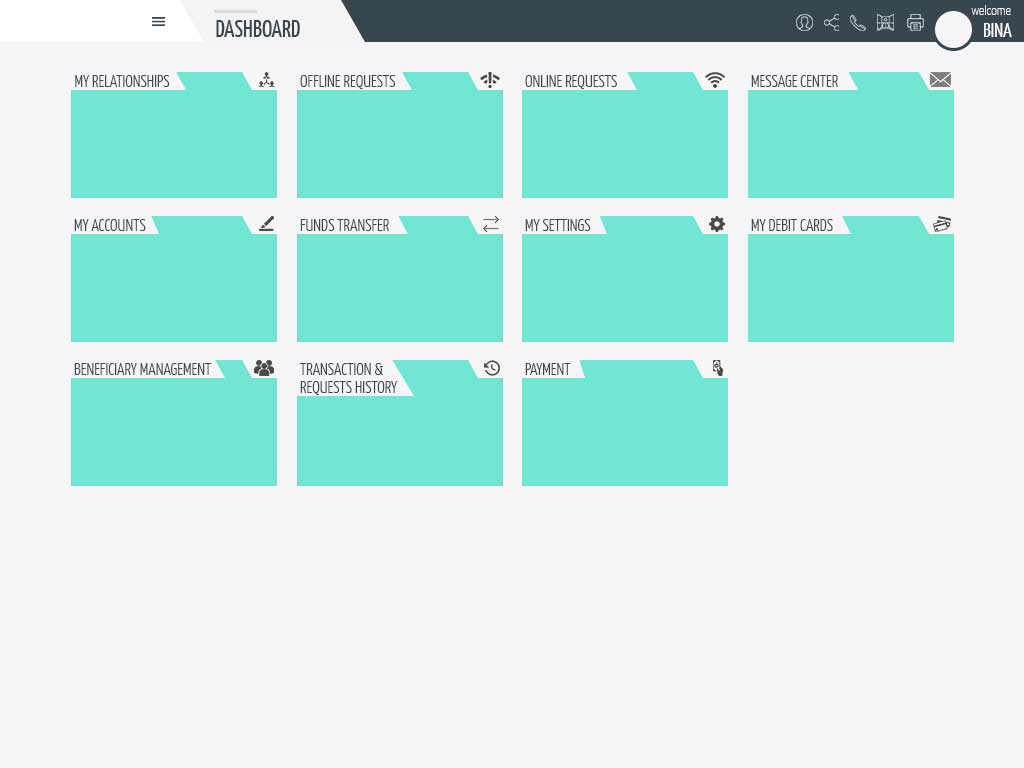 DASHBOARD
welcome
BINA
MY RELATIONSHIPS
OFFLINE REQUESTS
ONLINE REQUESTS
MESSAGE CENTER
MY ACCOUNTS
FUNDS TRANSFER
MY SETTINGS
MY DEBIT CARDS
BENEFICIARY MANAGEMENT
TRANSACTION &
REQUESTS HISTORY
PAYMENT